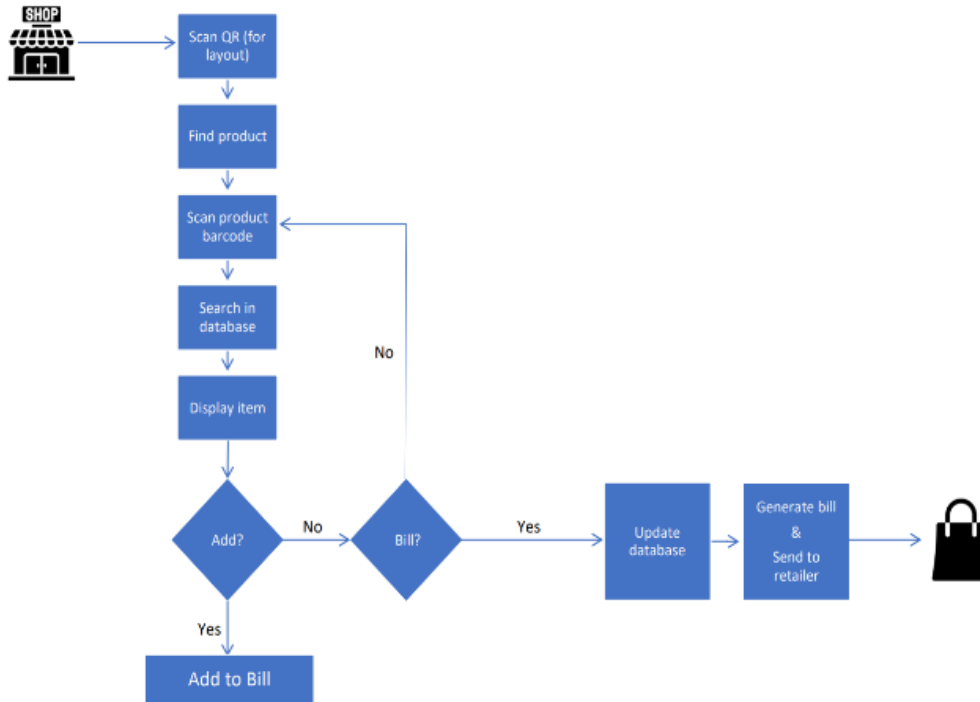 SHOP
Scan QR (for
layout)
Find product
Scan product
barcode
Search in
database
No
Display item
Add?
No
Bill?
Yes
Update
database
Generate bill
&
Send to
retailer
Yes
Add to Bill